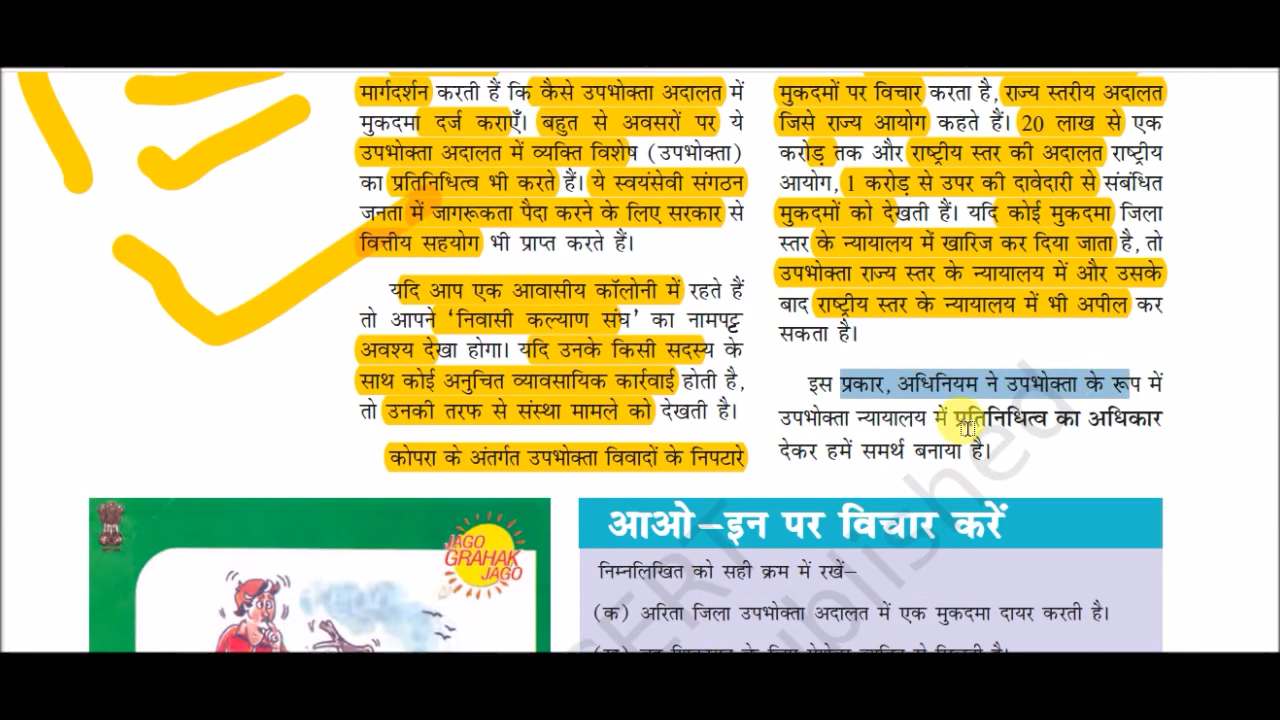 मार्गदर्शन करती हैं कि कैसे उपभोक्ता अदालत में
मुकदमा दर्ज कराएँ। बहुत से अवसरों पर ये
उपभोक्ता अदालत में व्यक्ति विशेष (उपभोक्ता)
का प्रतिनिधित्व भी करते हैं। ये स्वयंसेवी संगठन
जनता में जागरूकता पैदा करने के लिए सरकार से
वित्तीय सहयोग भी प्राप्त करते हैं।
यदि आप एक आवासीय कॉलोनी में रहते हैं
तो आपने ‘निवासी कल्याण संघ’ का नामपट्ट
अवश्य देखा होगा। यदि उनके किसी सदस्य के
साथ कोई अनुचित व्यावसायिक कार्रवाई होती है,
तो उनकी तरफ से संस्था मामले को देखती है।
कोपरा के अंतर्गत उपभोक्ता विवादों के निपटारे
मुकदमों पर विचार करता है, राज्य स्तरीय अदालत
जिसे राज्य आयोग कहते हैं। 20 लाख से एक
करोड़ तक और राष्ट्रीय स्तर की अदालत राष्ट्रीय
आयोग, 1 करोड़ से उपर की दावेदारी से संबंधित
मुकदमों को देखती हैं। यदि कोई मुकदमा जिला
स्तर के न्यायालय में खारिज कर दिया जाता है, तो
उपभोक्ता राज्य स्तर के न्यायालय में और उसके
बाद राष्ट्रीय स्तर के न्यायालय में भी अपील कर
सकता है।
इस प्रकार, अधिनियम ने उपभोक्ता के रूप में
उपभोक्ता न्यायालय में प्रतिनिधित्व का अधिकार
देकर हमें समर्थ बनाया है।
JAGO
GRAHAK
JAGO
आओ-इन पर विचार करें
निम्नलिखित को सही क्रम में रखें-
(क) अरिता जिला उपभोक्ता अदालत में एक मुकदमा दायर करती है।